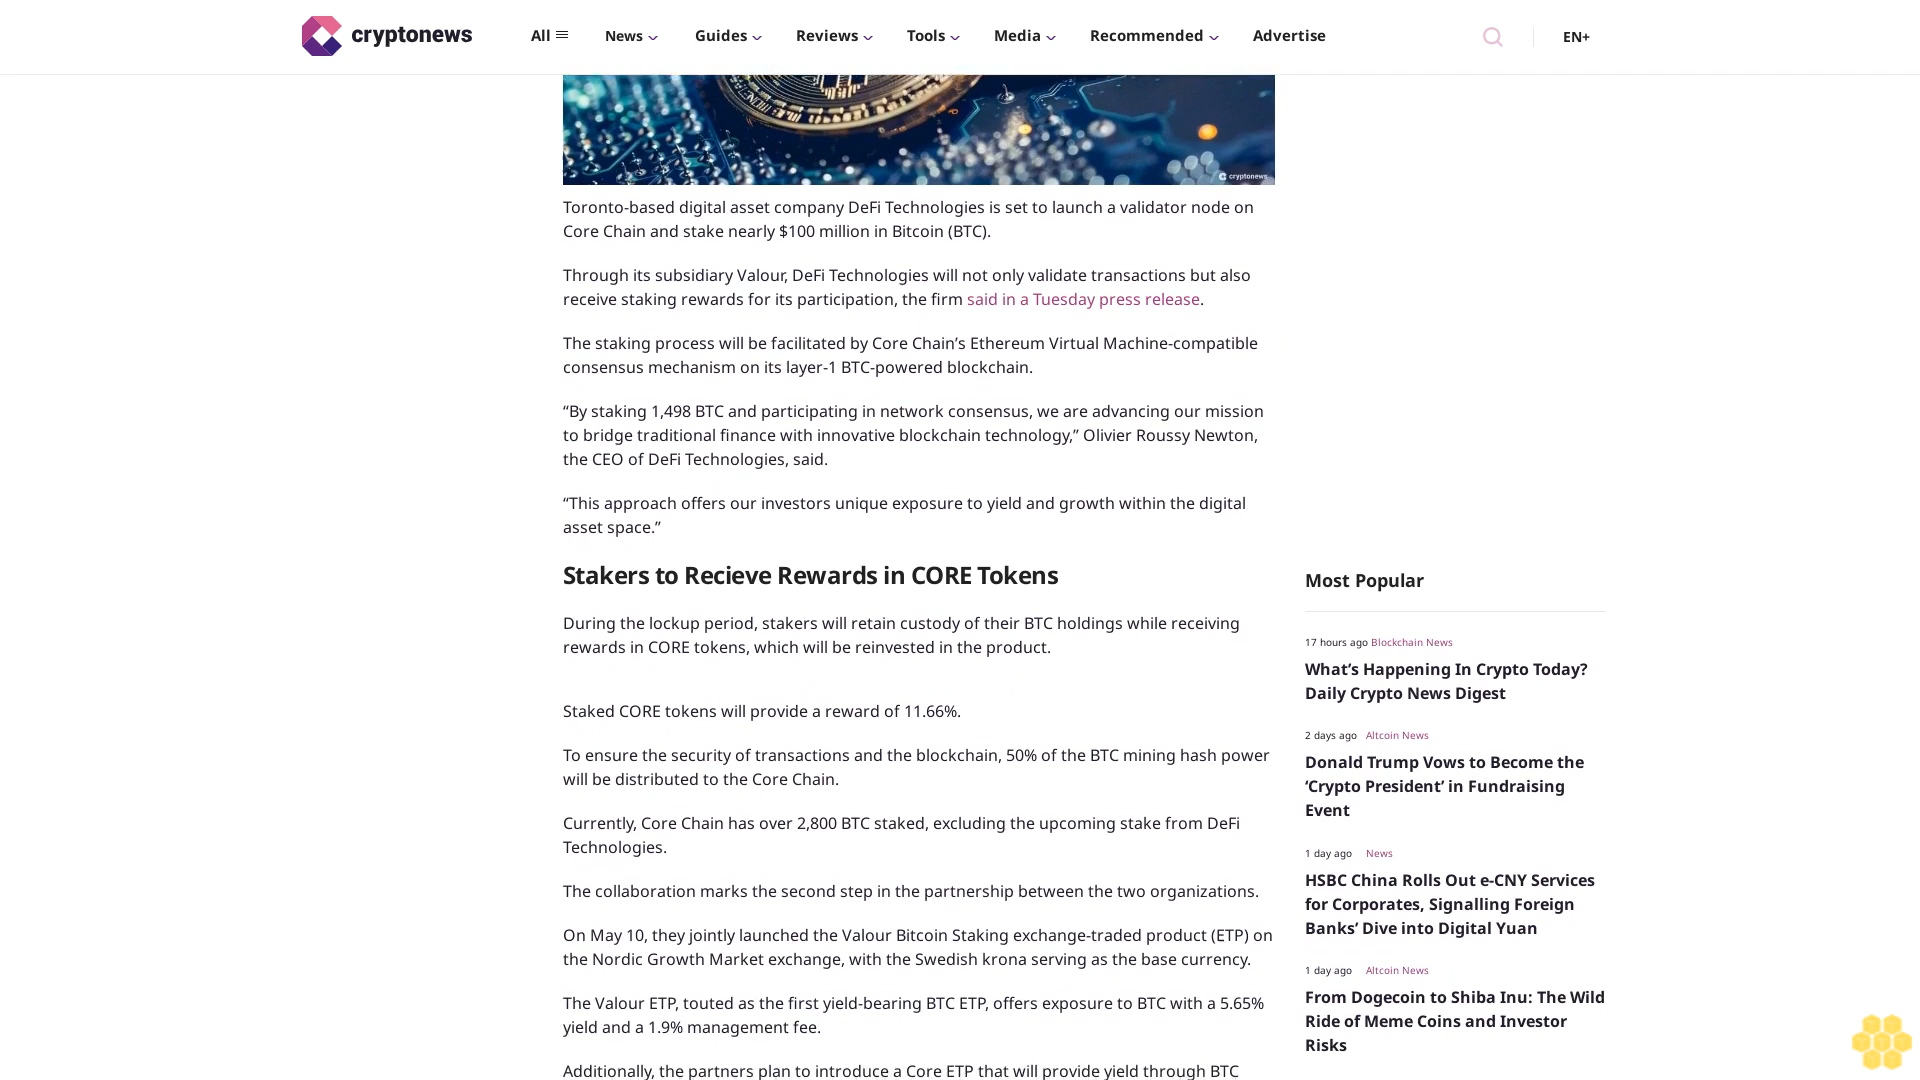 cryptonews
All
News
Guides
Reviews
Tools
Media
Recommended
Advertise
EN+
cryptonews
Toronto-based digital asset company DeFi Technologies is set to launch a validator node on
Core Chain and stake nearly $100 million in Bitcoin (BTC).
Through its subsidiary Valour, DeFi Technologies will not only validate transactions but also
receive staking rewards for its participation, the firm said in a Tuesday press release.
The staking process will be facilitated by Core Chain’s Ethereum Virtual Machine-compatible
consensus mechanism on its layer-1 BTC-powered blockchain.
“By staking 1,498 BTC and participating in network consensus, we are advancing our mission
to bridge traditional finance with innovative blockchain technology,” Olivier Roussy Newton,
the CEO of DeFi Technologies, said.
“This approach offers our investors unique exposure to yield and growth within the digital
asset space.”
Stakers to Recieve Rewards in CORE Tokens
During the lockup period, stakers will retain custody of their BTC holdings while receiving
rewards in CORE tokens, which will be reinvested in the product.
Staked CORE tokens will provide a reward of 11.66%.
To ensure the security of transactions and the blockchain, 50% of the BTC mining hash power
will be distributed to the Core Chain.
Currently, Core Chain has over 2,800 BTC staked, excluding the upcoming stake from DeFi
Technologies.
The collaboration marks the second step in the partnership between the two organizations.
On May 10, they jointly launched the Valour Bitcoin Staking exchange-traded product (ETP) on
the Nordic Growth Market exchange, with the Swedish krona serving as the base currency.
The Valour ETP, touted as the first yield-bearing BTC ETP, offers exposure to BTC with a 5.65%
yield and a 1.9% management fee.
Additionally, the partners plan to introduce a Core ETP that will provide yield through BTC
Most Popular
17 hours ago Blockchain News
What’s Happening In Crypto Today?
Daily Crypto News Digest
2 days ago Altcoin News
Donald Trump Vows to Become the
‘Crypto President’ in Fundraising
Event
1 day ago News
HSBC China Rolls Out e-CNY Services
for Corporates, Signalling Foreign
Banks’ Dive into Digital Yuan
1 day ago Altcoin News
From Dogecoin to Shiba Inu: The Wild
Ride of Meme Coins and Investor
Risks